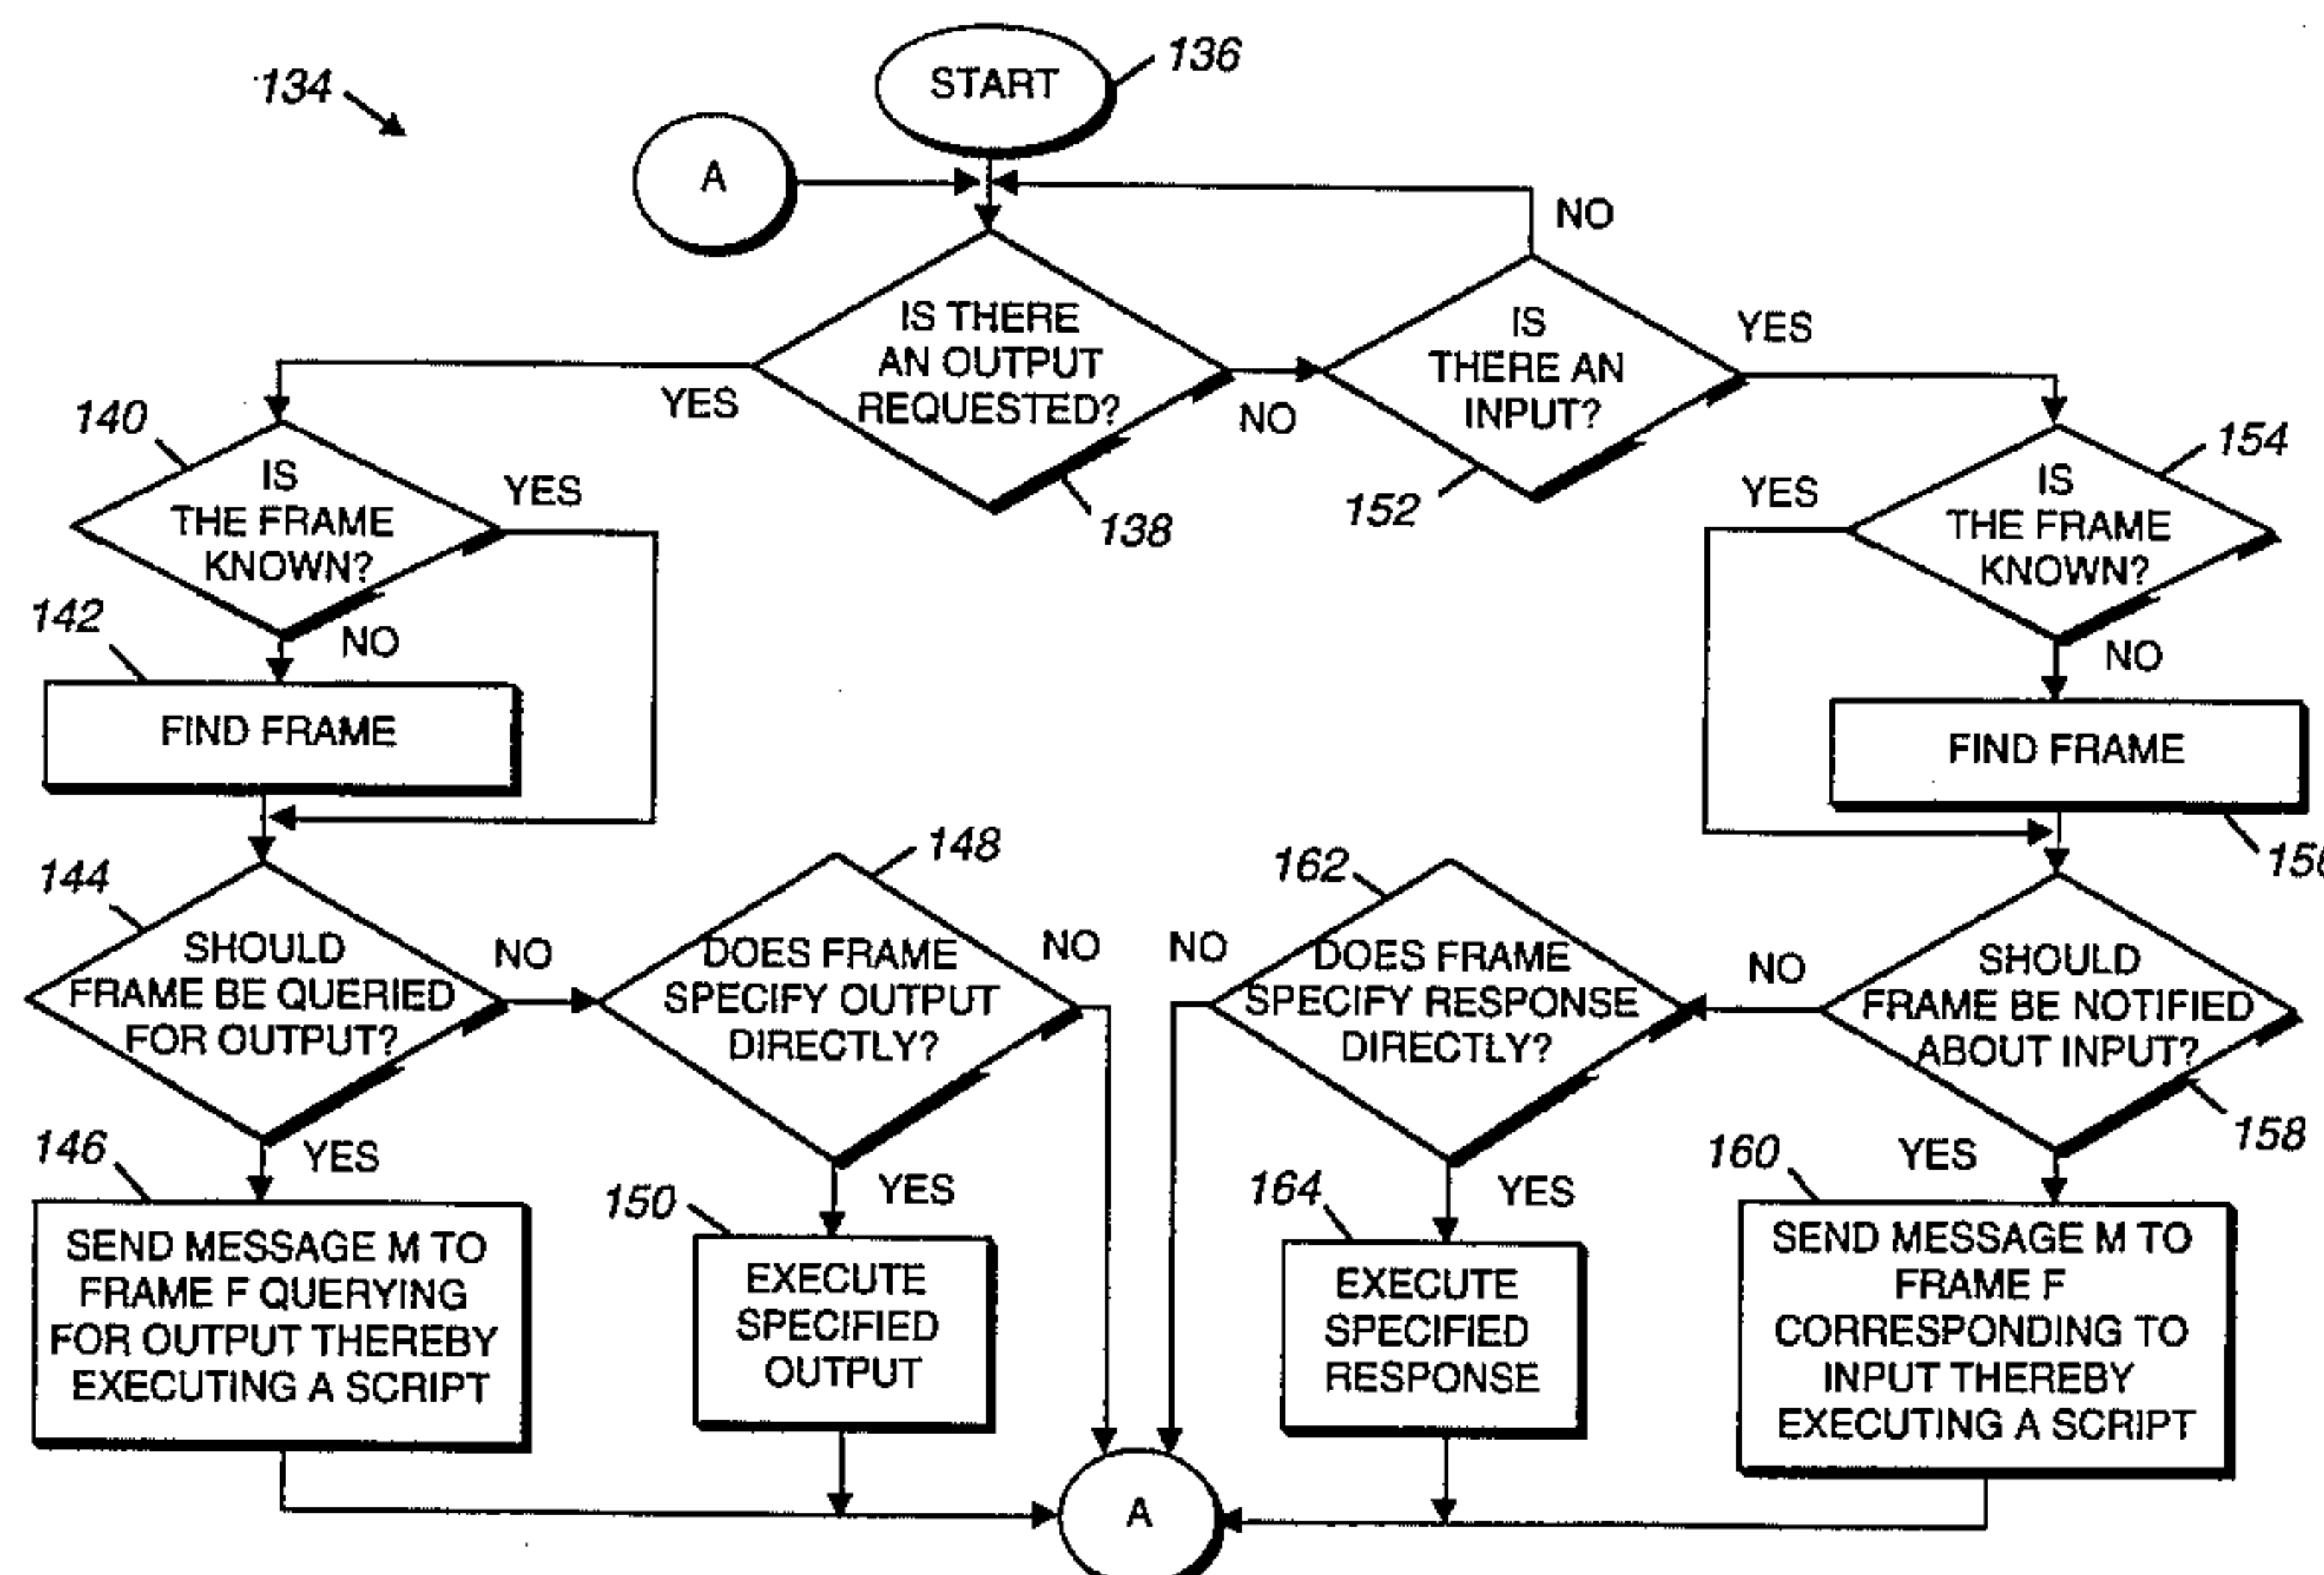 134
START
136
A
NO
IS THERE
AN OUTPUT
REQUESTED?
138
YES
NO
IS
THERE AN
INPUT?
152
YES
140
IS
THE FRAME
KNOWN?
YES
NO
142
FIND FRAME
154
IS
THE FRAME
KNOWN?
YES
NO
FIND FRAME
144
SHOULD
FRAME BE QUERIED
FOR OUTPUT?
NO
YES
148
DOES FRAME
SPECIFY OUTPUT
DIRECTLY?
NO
YES
162
NO
DOES FRAME
SPECIFY RESPONSE
DIRECTLY?
YES
NO
SHOULD
FRAME BE NOTIFIED
ABOUT INPUT?
158
YES
146
SEND MESSAGE M TO
FRAME F QUERYING
FOR OUTPUT THEREBY
EXECUTING A SCRIPT
150
EXECUTE
SPECIFIED
OUTPUT
164
EXECUTE
SPECIFIED
RESPONSE
160
SEND MESSAGE M TO
FRAME F
CORRESPONDING TO
INPUT THEREBY
EXECUTING A SCRIPT
A